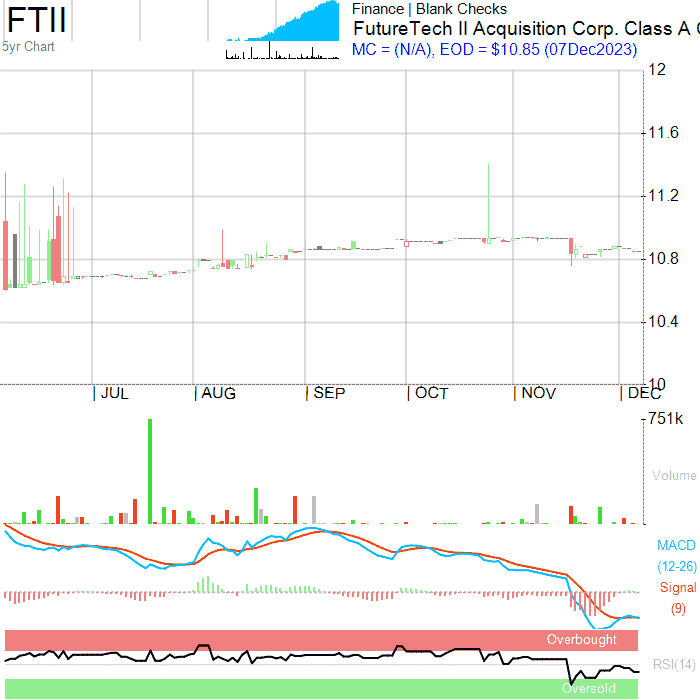 FTII
5yr Chart
Finance | Blank Checks
FutureTech II Acquisition Corp. Class A
MC = (N/A), EOD = $10.85 (07Dec2023)
12
11.6
11.2
10.8
10.4
10
JUL
AUG
SEP
OCT
NOV
DEC
751k
Volume
MACD
(12-26)
Signal
(9)
Overbought
RSI(14)
Oversold